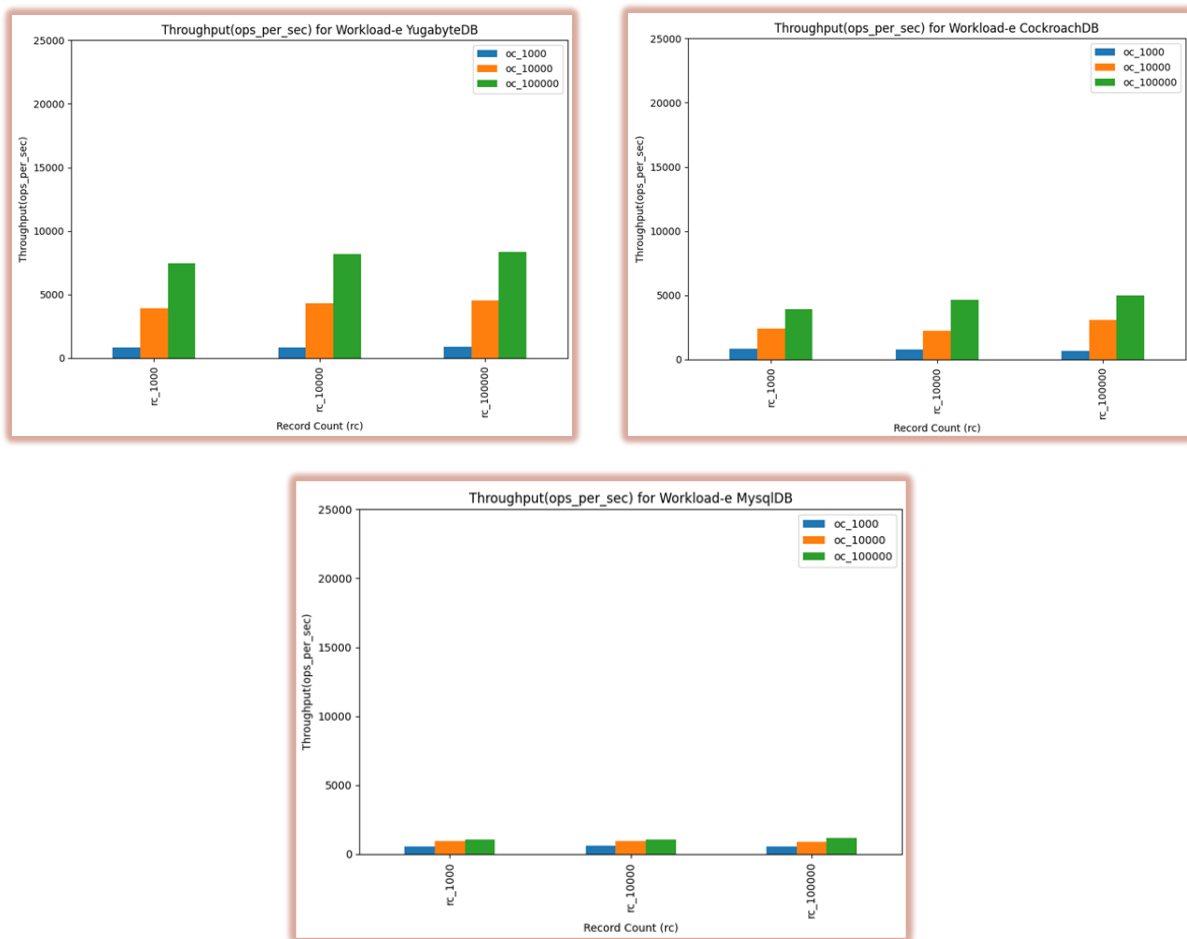 Throughput(ops_per_sec) for Workload-e YugabyteDB
25000
20000
15000
10000
5000
0
Throughput(ops_per_sec)
oc_1000
oc_10000
oc_100000
rc_1000
rc_10000
rc_100000
Record Count (rc)
Throughput(ops_per_sec) for Workload-e CockroachDB
25000
20000
15000
10000
5000
0
Throughput(ops_per_sec)
oc_1000
oc_10000
oc_100000
rc_1000
rc_10000
rc_100000
Record Count (rc)
Throughput(ops_per_sec) for Workload-e MysqlDB
25000
20000
15000
10000
5000
0
Throughput(ops_per_sec)
oc_1000
oc_10000
oc_100000
rc_1000
rc_10000
rc_100000
Record Count (rc)